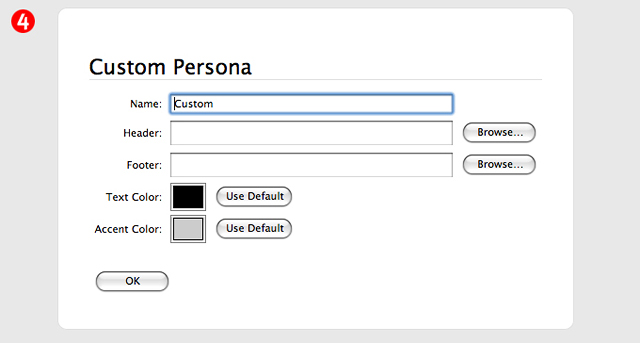 4
Custom Persona
Name: Custom
Header: Browse...
Footer: Browse...
Text Color: Use Default
Accent Color: Use Default
OK